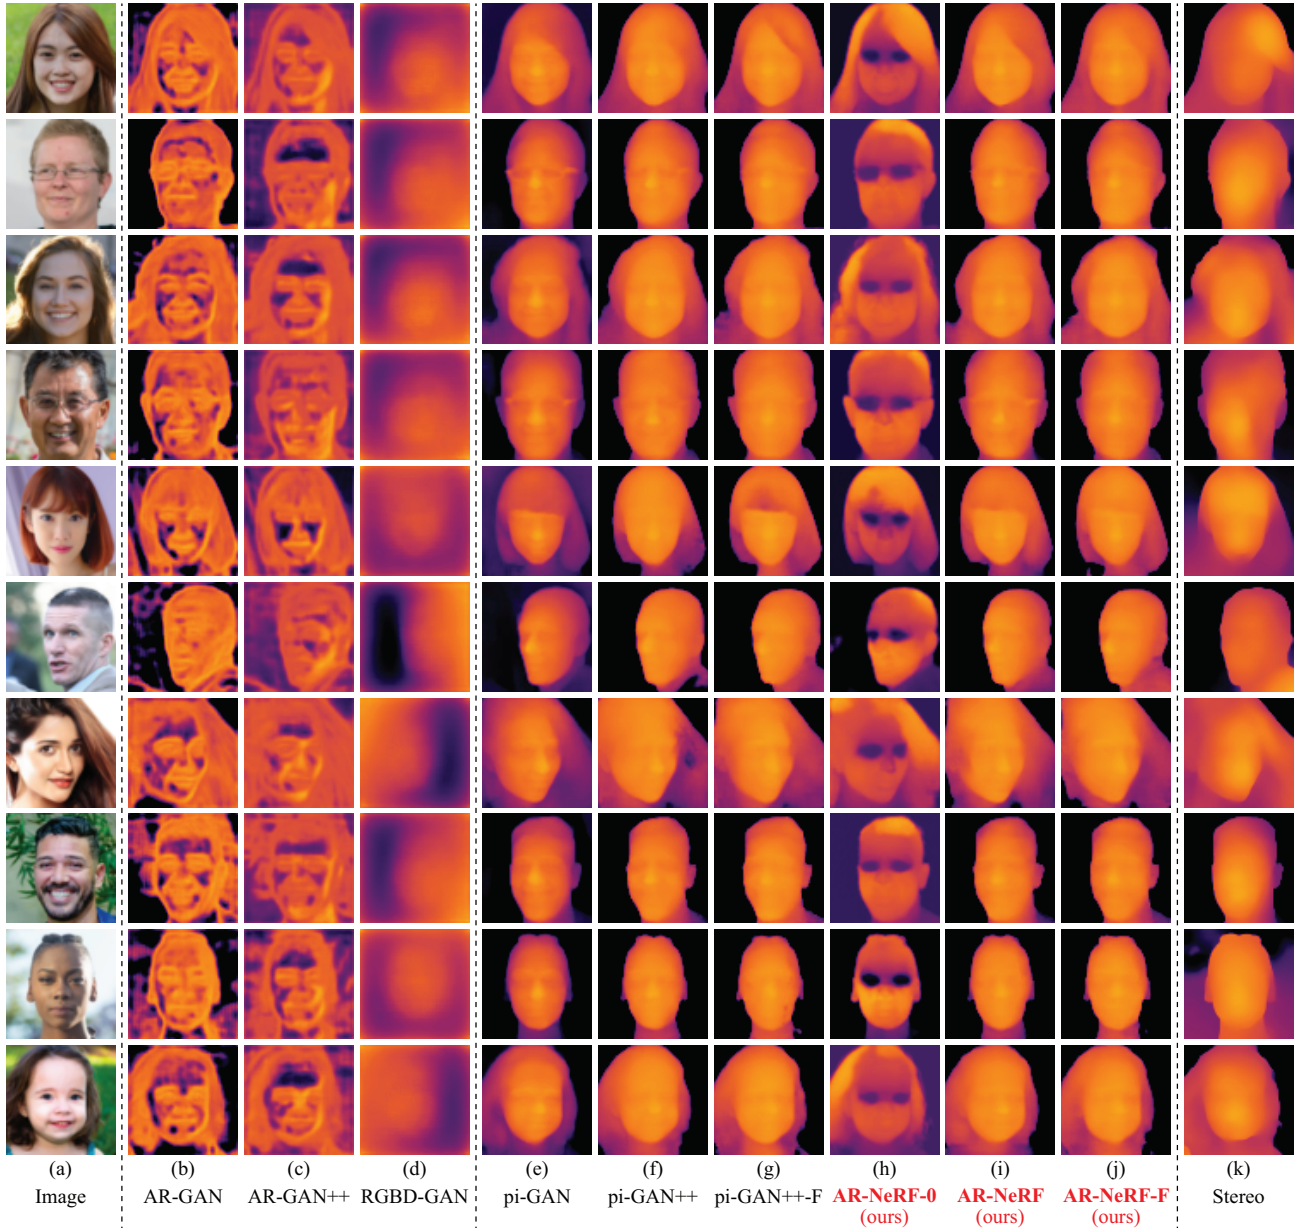 (a) (b) (c) (d) (e) (f) (g) (h) (i) (j) (k)
Image AR-GAN AR-GAN++ RGBD-GAN pi-GAN pi-GAN++ pi-GAN++-F AR-NeRF-0 AR-NeRF AR-NeRF-F Stereo
(ours) (ours) (ours)